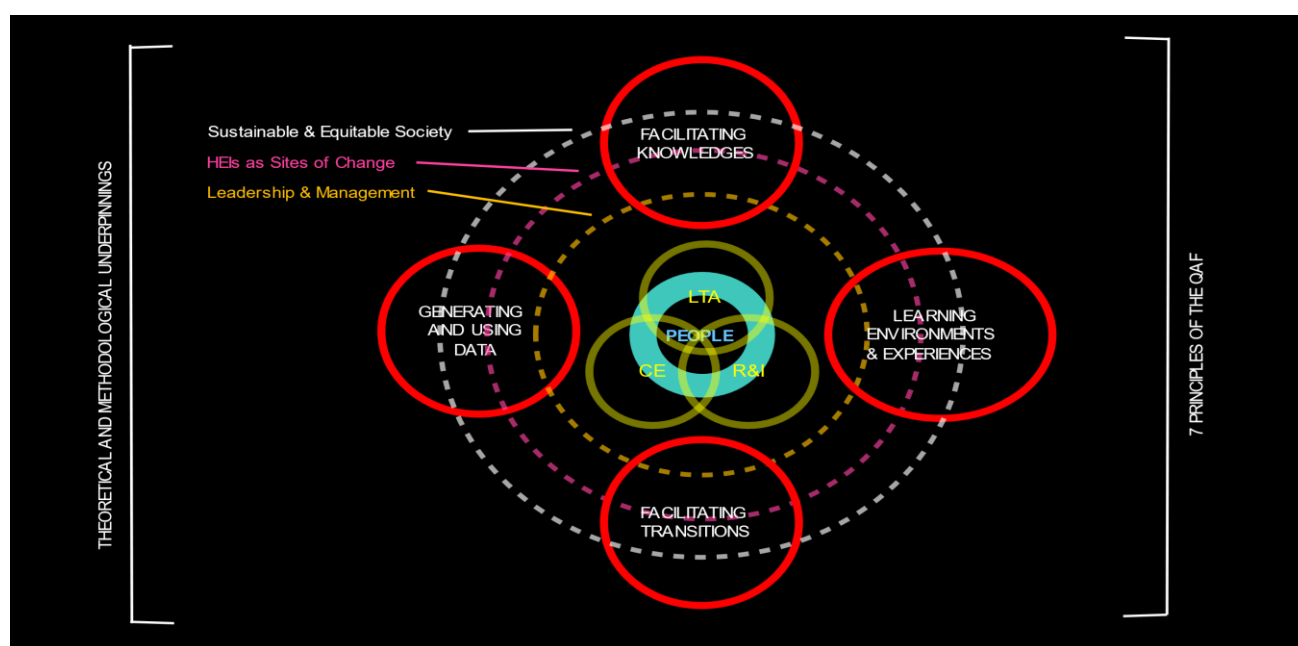 THEORETICAL AND METHODOLOGICAL UNDERPINNINGS
Sustainable & Equitable Society
HEIs as Sites of Change
Leadership & Management
FACILITATING
KNOWLEDGES
GENERATING
AND USING
DATA
LTA
PEOPLE
CE
R&I
LEARNING
ENVIRONMENTS
& EXPERIENCES
FACILITATING
TRANSITIONS
7 PRINCIPLES OF THE QAF